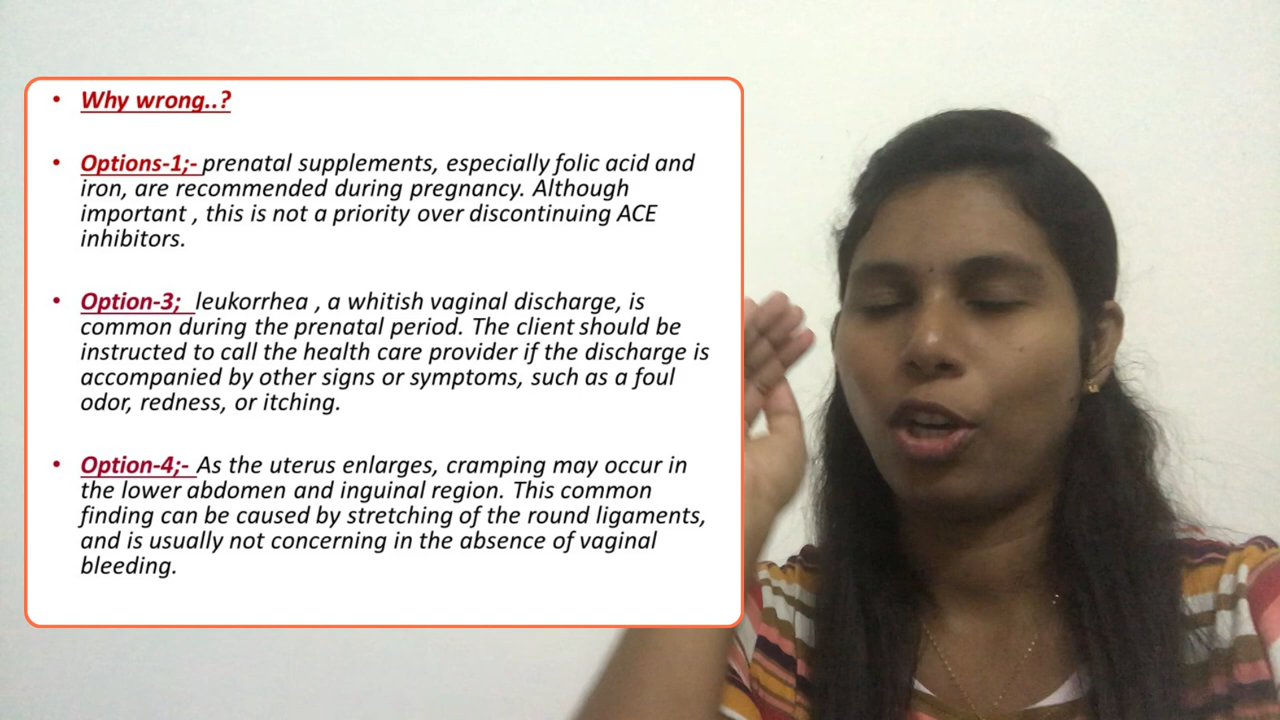 • Why wrong..?
• Options-1;- prenatal supplements, especially folic acid and
iron, are recommended during pregnancy. Although
important , this is not a priority over discontinuing ACE
inhibitors.
• Option-3; leukorrhea , a whitish vaginal discharge, is
common during the prenatal period. The client should be
instructed to call the health care provider if the discharge is
accompanied by other signs or symptoms, such as a foul
odor, redness, or itching.
• Option-4;- As the uterus enlarges, cramping may occur in
the lower abdomen and inguinal region. This common
finding can be caused by stretching of the round ligaments,
and is usually not concerning in the absence of vaginal
bleeding.